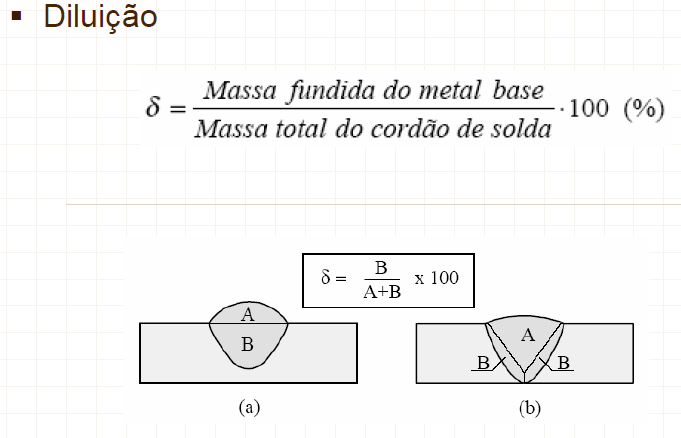 ▪ Diluição
δ = Massa fundida do metal base / Massa total do cordão de solda · 100 (%)
δ = B / A+B x 100
A
B
A
B B
(a) (b)